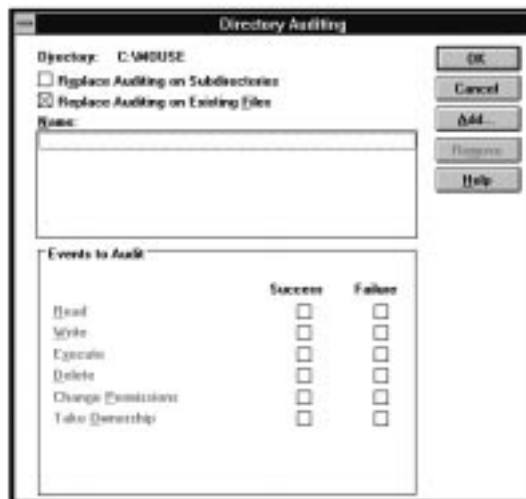 Directory Auditing
Directory: C:\MOUSE
Replace Auditing on Subdirectories
Replace Auditing on Existing Files
Name:
OK
Cancel
Add...
Remove
Help
Events to Audit
Success Failure
Read
Write
Execute
Delete
Change Permissions
Take Ownership